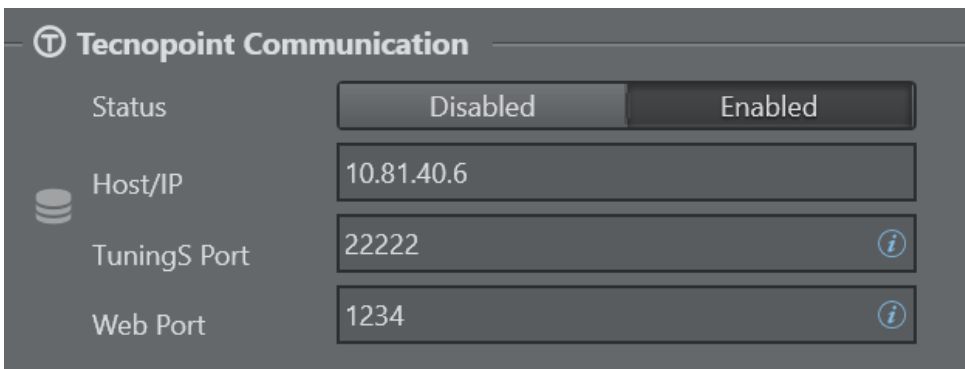 Tecnopoint Communication
Status Disabled Enabled
Host/IP 10.81.40.6
TuningS Port 22222
Web Port 1234